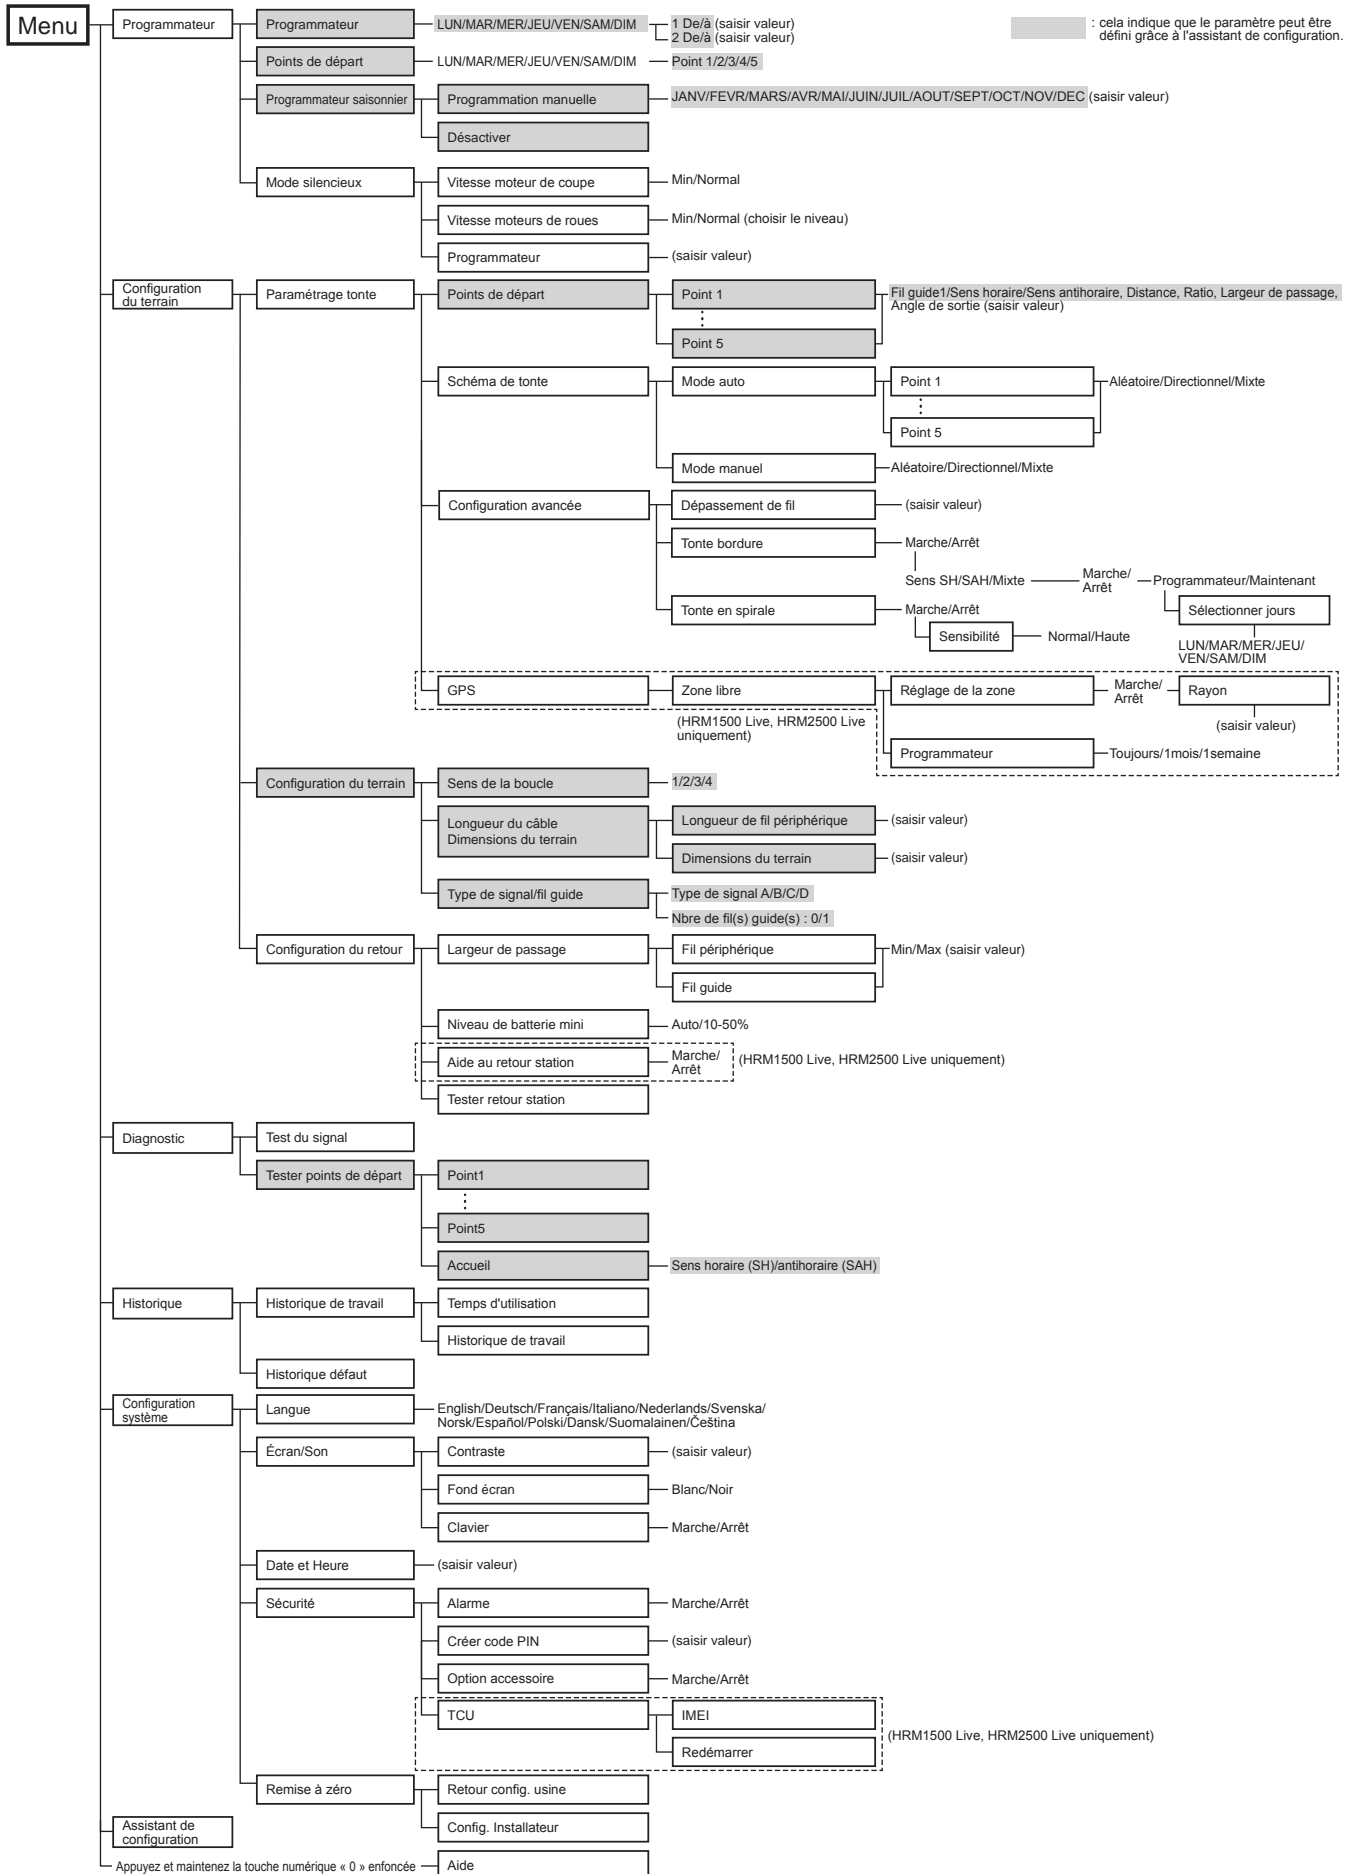 Menu
Programmateur
Programmateur
LUN/MAR/MER/JEU/VEN/SAM/DIM
1 De/à (saisir valeur)
2 De/à (saisir valeur)
: cela indique que le paramètre peut être
défini grâce à l'assistant de configuration.
Points de départ
LUN/MAR/MER/JEU/VEN/SAM/DIM
Point 1/2/3/4/5
Programmateur saisonnier
Programmation manuelle
JANV/FEVR/MARS/AVR/MAI/JUIN/JUIL/AOUT/SEPT/OCT/NOV/DEC (saisir valeur)
Désactiver
Mode silencieux
Vitesse moteur de coupe
Min/Normal
Vitesse moteurs de roues
Min/Normal (choisir le niveau)
Programmateur
(saisir valeur)
Configuration
du terrain
Paramétrage tonte
Points de départ
Point 1
Fil guide1/Sens horaire/Sens antihoraire, Distance, Ratio, Largeur de passage,
Angle de sortie (saisir valeur)
Point 5
Schéma de tonte
Mode auto
Point 1
Aléatoire/Directionnel/Mixte
Point 5
Mode manuel
Aléatoire/Directionnel/Mixte
Configuration avancée
Dépassement de fil
(saisir valeur)
Tonte bordure
Marche/Arrêt
Sens SH/SAH/Mixte
Marche/
Arrêt
Programmateur/Maintenant
Tonte en spirale
Marche/Arrêt
Sélectionner jours
Sensibilité
Normal/Haute
LUN/MAR/MER/JEU/
VEN/SAM/DIM
GPS
Zone libre
Réglage de la zone
Marche/
Arrêt
Rayon
(HRM1500 Live, HRM2500 Live
uniquement)
(saisir valeur)
Programmateur
Toujours/1mois/1semaine
Configuration du terrain
Sens de la boucle
1/2/3/4
Longueur du câble
Dimensions du terrain
Longueur de fil périphérique
(saisir valeur)
Dimensions du terrain
(saisir valeur)
Type de signal/fil guide
Type de signal A/B/C/D
Nbre de fil(s) guide(s) : 0/1
Configuration du retour
Largeur de passage
Fil périphérique
Min/Max (saisir valeur)
Fil guide
Niveau de batterie mini
Auto/10-50%
Aide au retour station
Marche/
Arrêt
(HRM1500 Live, HRM2500 Live uniquement)
Tester retour station
Diagnostic
Test du signal
Tester points de départ
Point1
Point5
Accueil
Sens horaire (SH)/antihoraire (SAH)
Historique
Historique de travail
Temps d'utilisation
Historique de travail
Historique défaut
Configuration
système
Langue
English/Deutsch/Français/Italiano/Nederlands/Svenska/
Norsk/Español/Polski/Dansk/Suomalainen/Čeština
Écran/Son
Contraste
(saisir valeur)
Fond écran
Blanc/Noir
Clavier
Marche/Arrêt
Date et Heure
(saisir valeur)
Sécurité
Alarme
Marche/Arrêt
Créer code PIN
(saisir valeur)
Option accessoire
Marche/Arrêt
TCU
IMEI
(HRM1500 Live, HRM2500 Live uniquement)
Redémarrer
Remise à zéro
Retour config. usine
Config. Installateur
Assistant de
configuration
Appuyez et maintenez la touche numérique « 0 » enfoncée
Aide